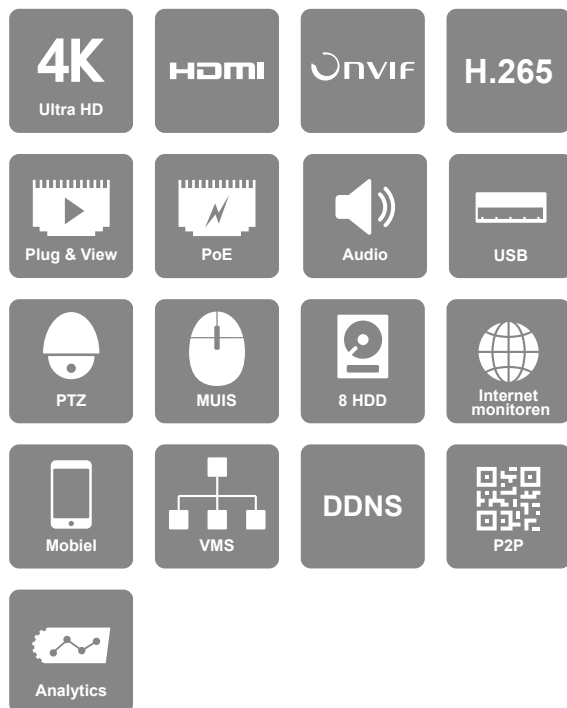 4K
Ultra HD
HDMI
ONVIF
H.265
Plug & View
PoE
Audio
USB
PTZ
MUIS
8 HDD
Internet
monitoren
Mobiel
VMS
DDNS
P2P
Analytics